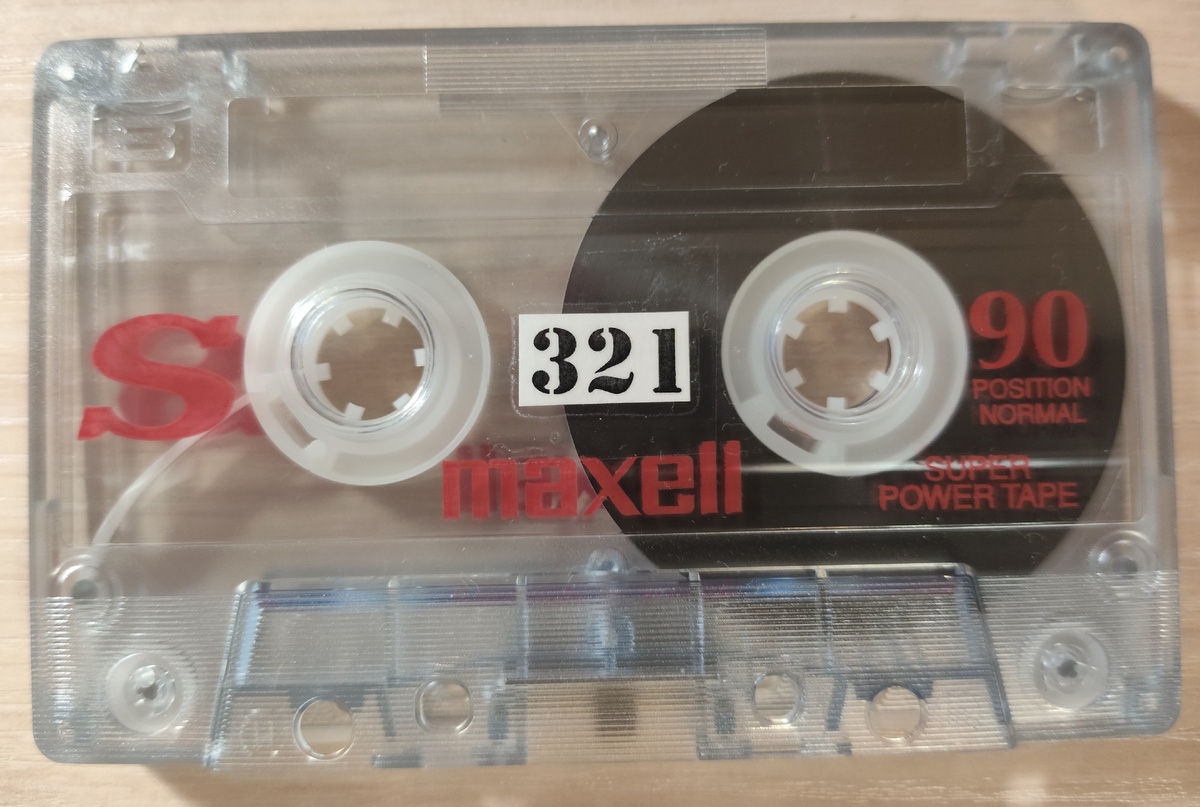 S
321
90
POSITION
NORMAL
maxell
SUPER
POWER TAPE